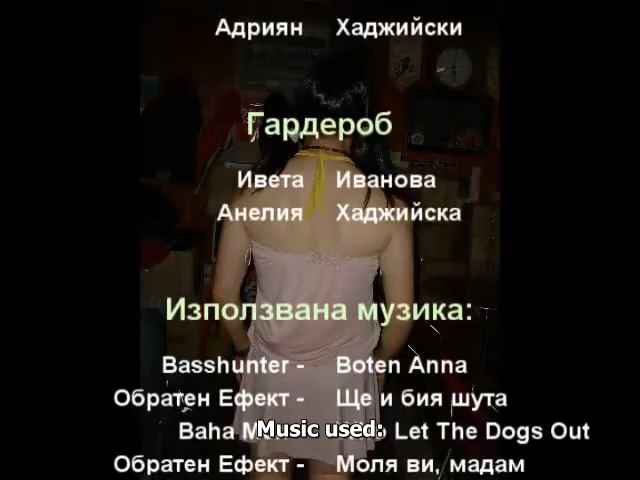 Адриян Хаджийски
Гардероб
Ивета Иванова
Анелия Хаджийска
Използвана музика:
Basshunter - Boten Anna
Обратен Ефект - Ще и бия шута
Baha Let The Dogs Out
Music used:
Обратен Ефект - Моля ви, мадам